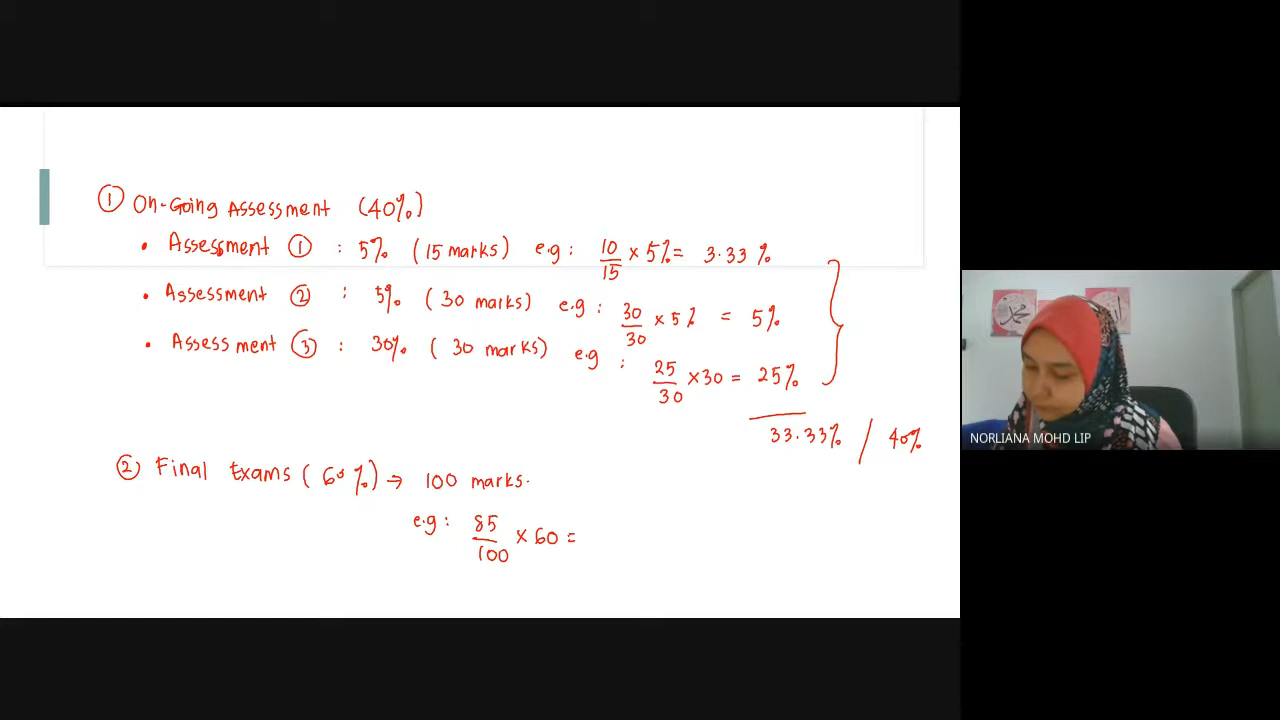 ① On-Going Assessment (40%)
• Assessment ① : 5% (15 marks) e.g : 10/15 x 5% = 3.33 %
• Assessment ② : 5% (30 marks) e.g : 30/30 x 5% = 5%
• Assessment ③ : 30% (30 marks) e.g : 25/30 x 30 = 25%
33.33% / 40%
② Final Exams (60%) → 100 marks.
e.g : 85/100 x 60 =
NORLIANA MOHD LIP